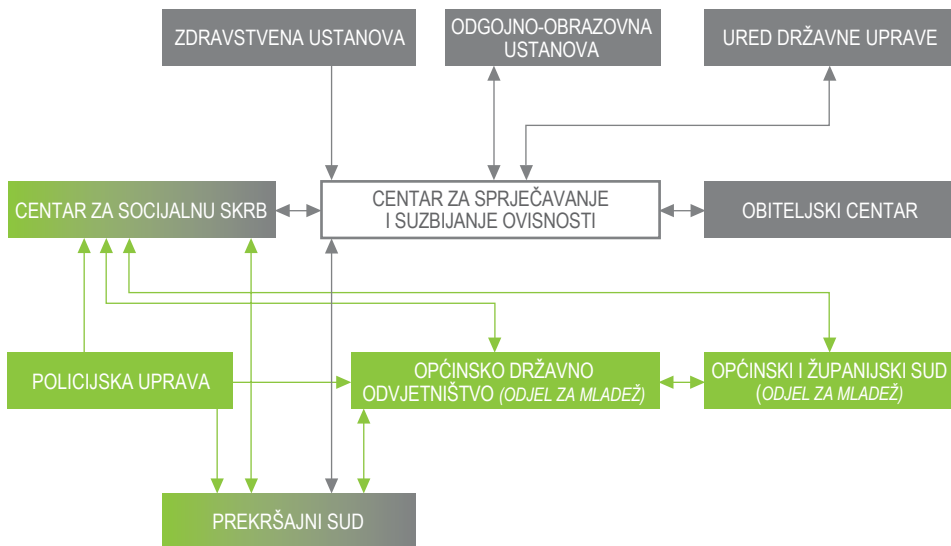 ZDRAVSTVENA USTANOVA
ODGOJNO-OBRAZOVNA
USTANOVA
URED DRŽAVNE UPRAVE
CENTAR ZA SOCIJALNU SKRB
CENTAR ZA SPRJEČAVANJE
I SUZBIJANJE OVISNOSTI
OBITELJSKI CENTAR
POLICIJSKA UPRAVA
OPĆINSKO DRŽAVNO
ODVJETNIŠTVO (ODJEL ZA MLADEŽ)
OPĆINSKI I ŽUPANIJSKI SUD
(ODJEL ZA MLADEŽ)
PREKRŠAJNI SUD